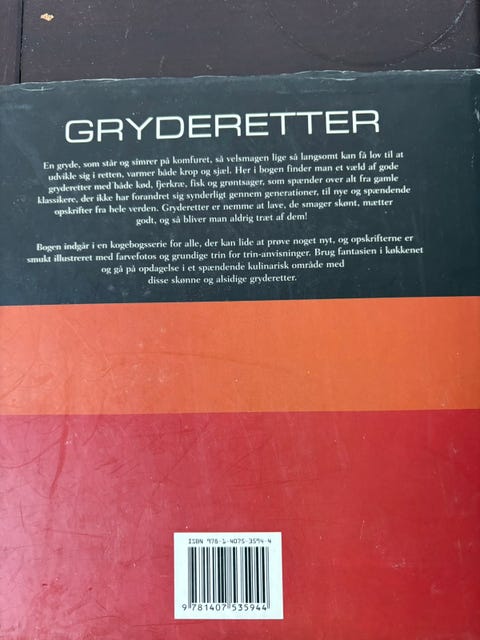 GRYDERETTER
En gryde, som står og simrer på komfuret, så velsmagen lige så langsomt kan få lov til at
udvikle sig i retten, varmer både krop og sjæl. Her i bogen finder man et væld af gode
gryderetter med både kød, fjerkræ, fisk og grøntsager, som spænder over alt fra gamle
klassikere, der ikke har forandret sig synderligt gennem generationer, til nye og spændende
opskrifter fra hele verden. Gryderetter er nemme at lave, de smager skønt, mætter
godt, og så bliver man aldrig træt af dem!
Bogen indgår i en kogebogsserie for alle, der kan lide at prøve noget nyt, og opskrifterne er
smukt illustreret med farvefotos og grundige trin for trin-anvisninger. Brug fantasien i køkkenet
og gå på opdagelse i et spændende kulinarisk område med
disse skønne og alsidige gryderetter.
ISBN 978-1-4075-3594-4
9 781407 535944